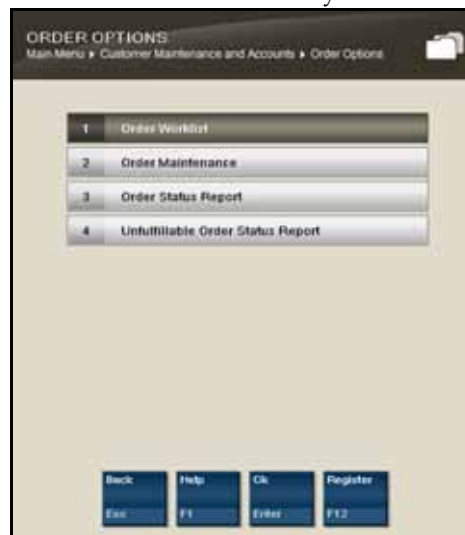 ORDER OPTIONS
Main Menu ▸ Customer Maintenance and Accounts ▸ Order Options
1 Order Worklist
2 Order Maintenance
3 Order Status Report
4 Unfulfillable Order Status Report
Back Help Ok Register
Esc F1 Enter F12